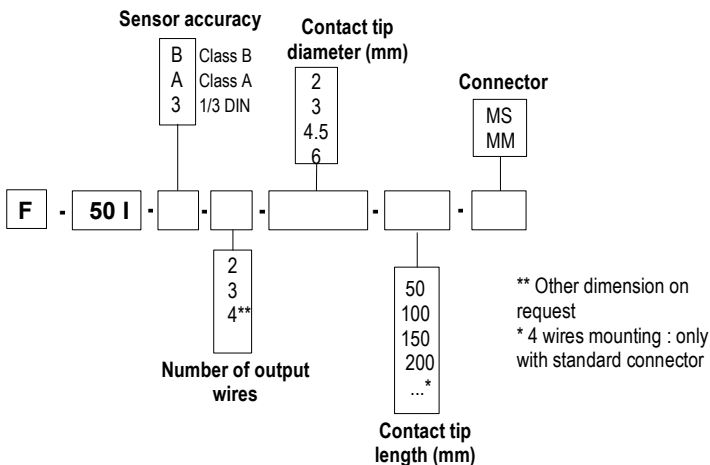 Sensor accuracy
B Class B
A Class A
3 1/3 DIN
Contact tip
diameter (mm)
2
3
4.5
6
Connector
MS
MM
F - 50 I - - - - -
2
3
4**
Number of output
wires
50
100
150
200
...*
Contact tip
length (mm)
** Other dimension on
request
* 4 wires mounting : only
with standard connector